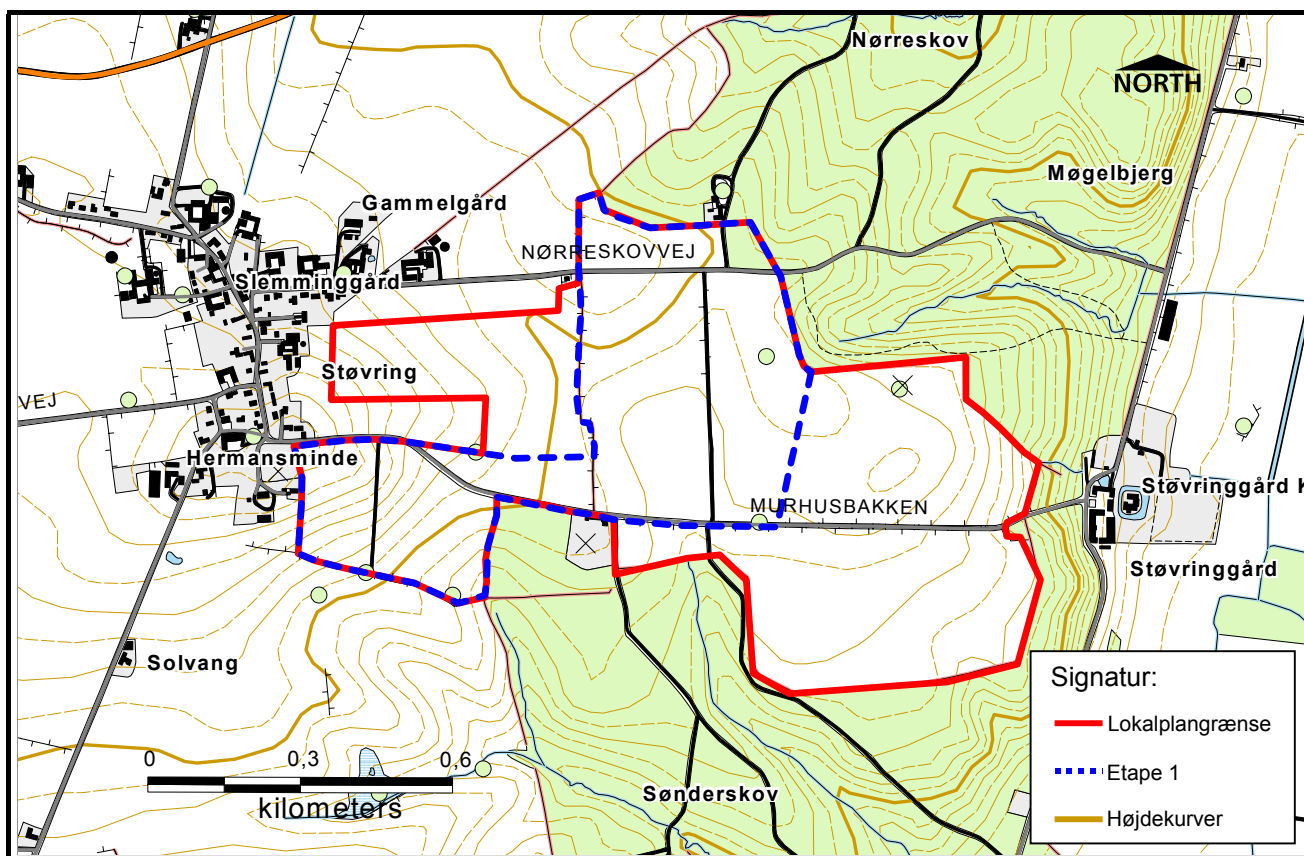 Nørreskov
NORTH
Møgelbjerg
Gammelgård
NØRRESKOVVEJ
Slemminggård
Støvring
VEJ
Hermansminde
MURHUSBAKKEN
Støvringgård K
Støvringgård
Solvang
Sønderskov
0 0,3 0,6
kilometers
Signatur:
Lokalplangrænse
Etape 1
Højdekurver